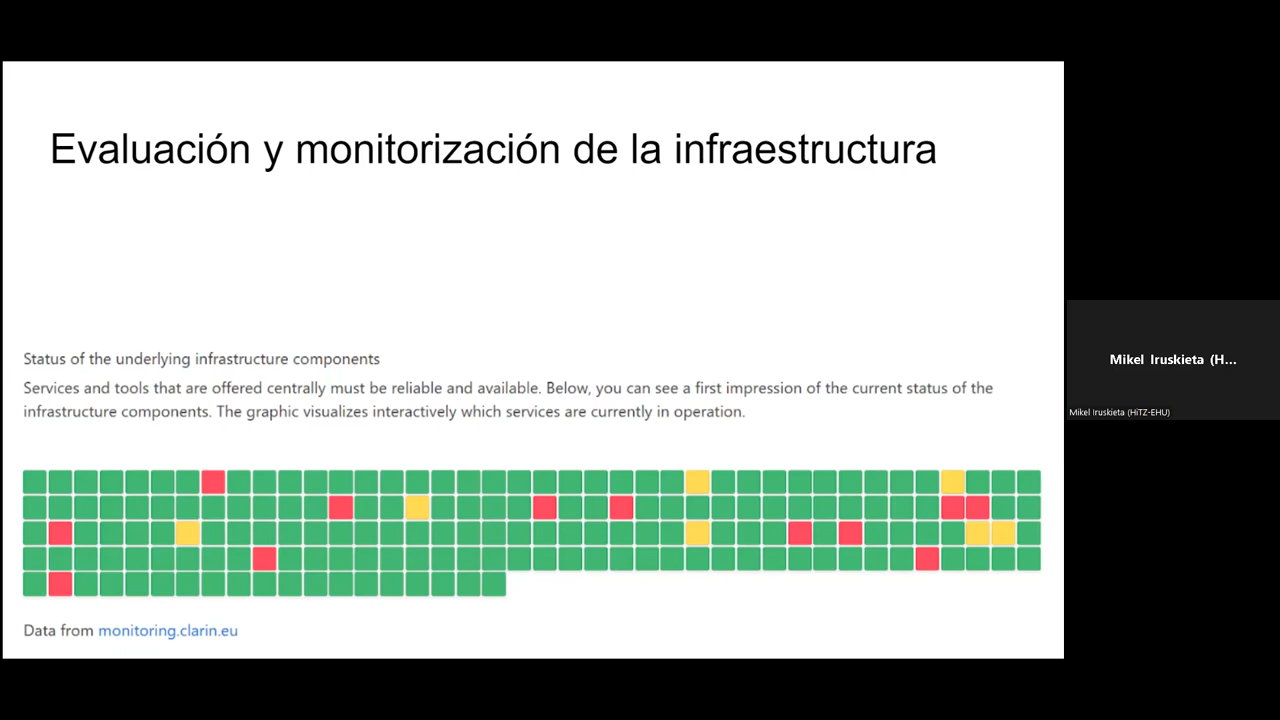 Evaluación y monitorización de la infraestructura
Status of the underlying infrastructure components
Services and tools that are offered centrally must be reliable and available. Below, you can see a first impression of the current status of the
infrastructure components. The graphic visualizes interactively which services are currently in operation.
Data from monitoring.clarin.eu
Mikel Iruskieta (H...
Mikel Iruskieta (HiTZ-EHU)